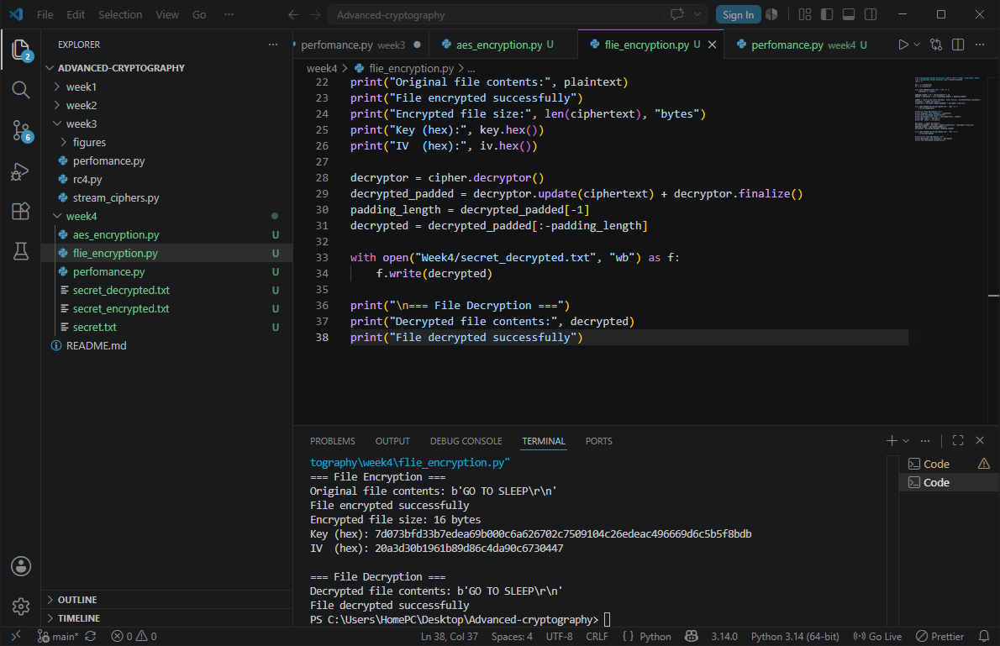 File Edit Selection View Go ··· Advanced-cryptography Sign In
EXPLORER ···
ADVANCED-CRYPTOGRAPHY
week1
week2
week3
figures
perfomance.py
rc4.py
stream_ciphers.py
week4
aes_encryption.py U
flie_encryption.py U
perfomance.py U
secret_decrypted.txt U
secret_encrypted.txt U
secret.txt U
README.md
OUTLINE
TIMELINE
2
6
perfomance.py week3 aes_encryption.py U flie_encryption.py U perfomance.py week4 U
week4 > flie_encryption.py > ...
22 print("Original file contents:", plaintext)
23 print("File encrypted successfully")
24 print("Encrypted file size:", len(ciphertext), "bytes")
25 print("Key (hex):", key.hex())
26 print("IV  (hex):", iv.hex())
27
28 decryptor = cipher.decryptor()
29 decrypted_padded = decryptor.update(ciphertext) + decryptor.finalize()
30 padding_length = decrypted_padded[-1]
31 decrypted = decrypted_padded[:-padding_length]
32
33 with open("Week4/secret_decrypted.txt", "wb") as f:
34     f.write(decrypted)
35
36 print("\n=== File Decryption ===")
37 print("Decrypted file contents:", decrypted)
38 print("File decrypted successfully")
PROBLEMS OUTPUT DEBUG CONSOLE TERMINAL PORTS
tography\week4\flie_encryption.py"
=== File Encryption ===
Original file contents: b'GO TO SLEEP\r\n'
File encrypted successfully
Encrypted file size: 16 bytes
Key (hex): 7d073bfd33b7edea69b000c6a626702c7509104c26edeac496669d6c5b5f8bdb
IV  (hex): 20a3d30b1961b89d86c4da90c6730447
=== File Decryption ===
Decrypted file contents: b'GO TO SLEEP\r\n'
File decrypted successfully
PS C:\Users\HomePC\Desktop\Advanced-cryptography>
Code
Code
main* 0 0 Ln 38, Col 37 Spaces: 4 UTF-8 CRLF { } Python 3.14.0 Python 3.14 (64-bit) Go Live Prettier